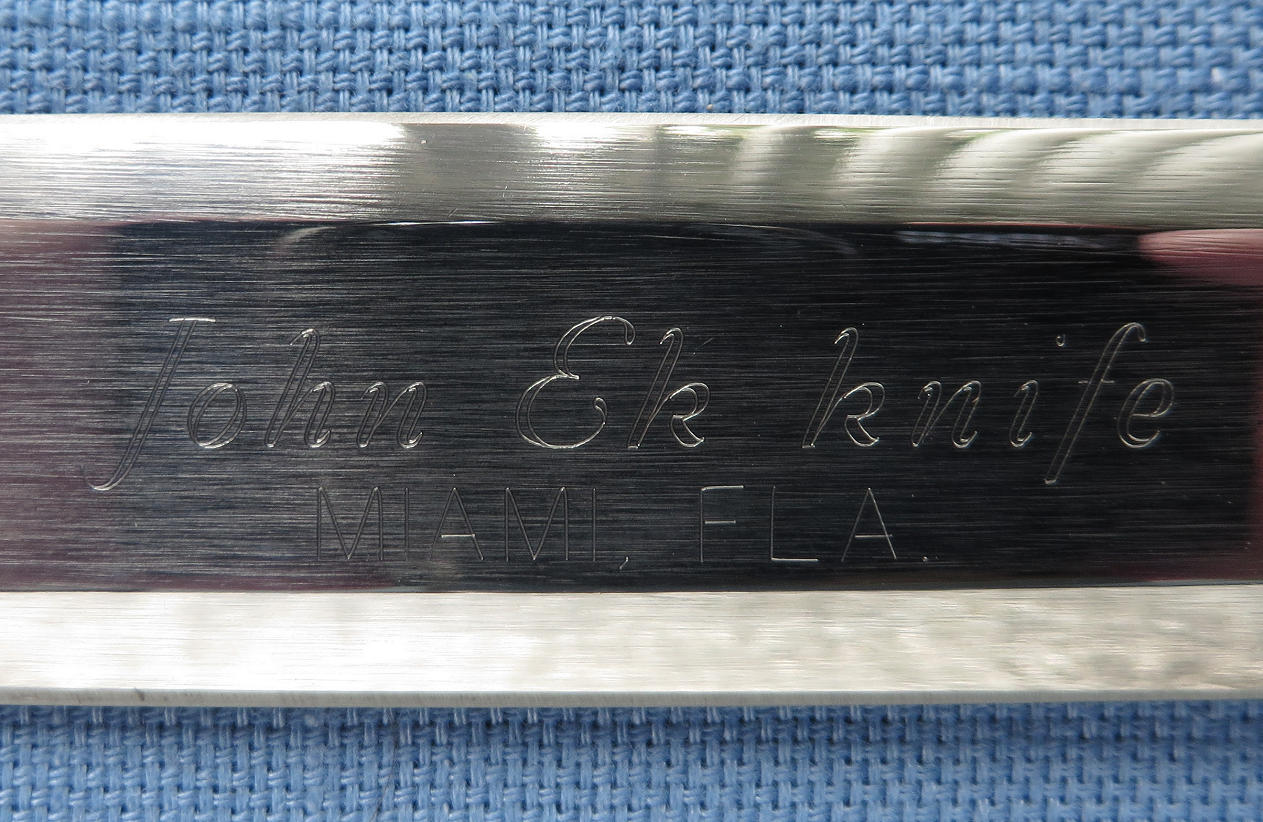 John Ek knife
MIAMI, FLA.